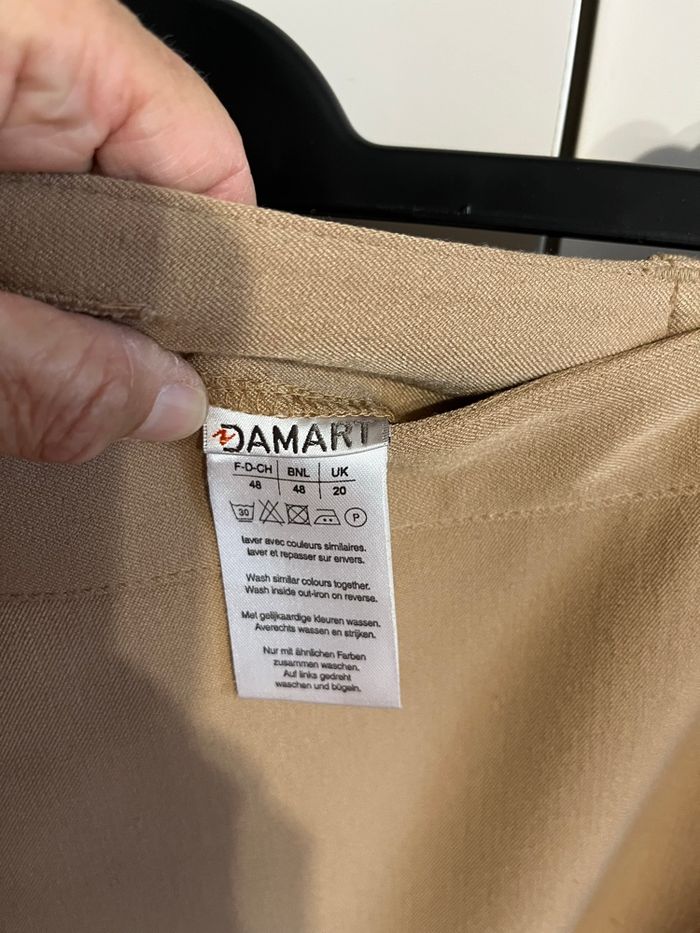 DAMART
F-D-CH BNL UK
48 48 20
30 P
laver avec couleurs similaires.
laver et repasser sur envers.
Wash similar colours together.
Wash inside out-iron on reverse.
Met gelijkaardige kleuren wassen.
Averechts wassen en strijken.
Nur mit ähnlichen Farben
zusammen waschen.
Auf links gedreht
waschen und bügeln.